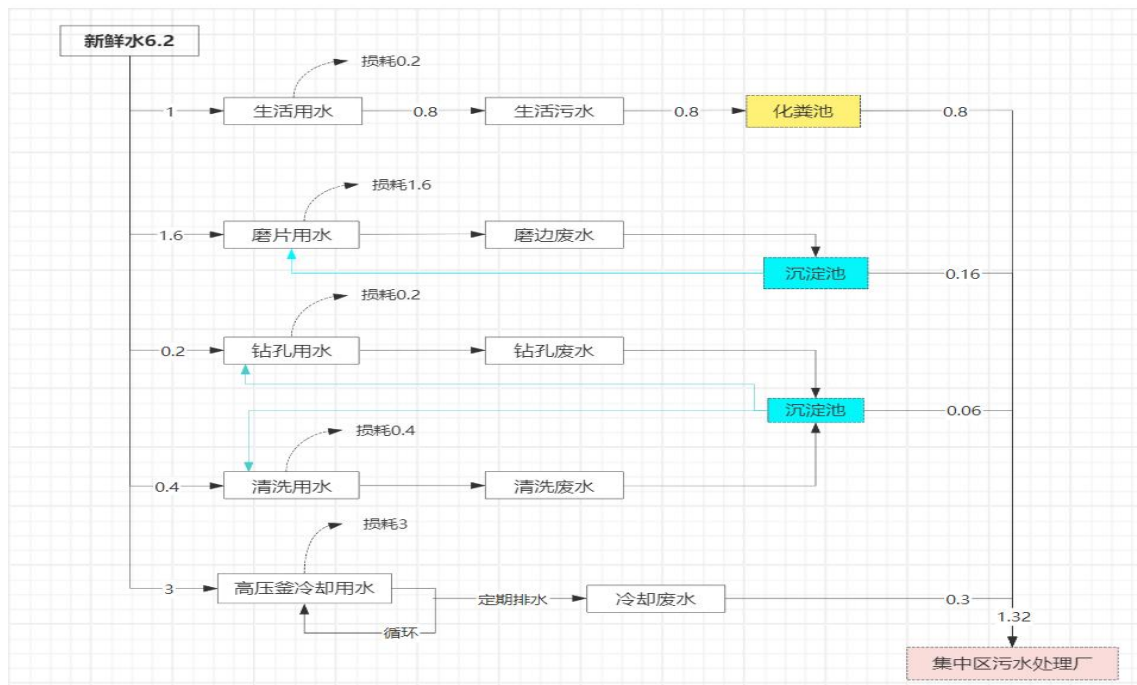 新鲜水6.2
损耗0.2
1
生活用水
0.8
生活污水
0.8
化粪池
0.8
损耗1.6
1.6
磨片用水
磨边废水
沉淀池
0.16
损耗0.2
0.2
钻孔用水
钻孔废水
沉淀池
0.06
损耗0.4
0.4
清洗用水
清洗废水
损耗3
3
高压釜冷却用水
定期排水
冷却废水
0.3
循环
1.32
集中区污水处理厂